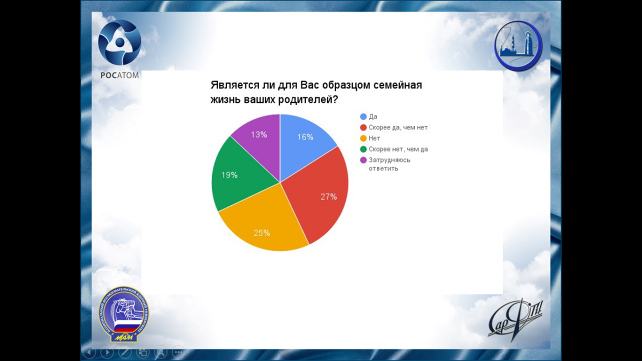 РОСАТОМ
Является ли для Вас образцом семейная
жизнь ваших родителей?
Да
Скорее да, чем нет
Нет
Скорее нет, чем да
Затрудняюсь
ответить
13%
16%
19%
27%
25%
СарФТИ